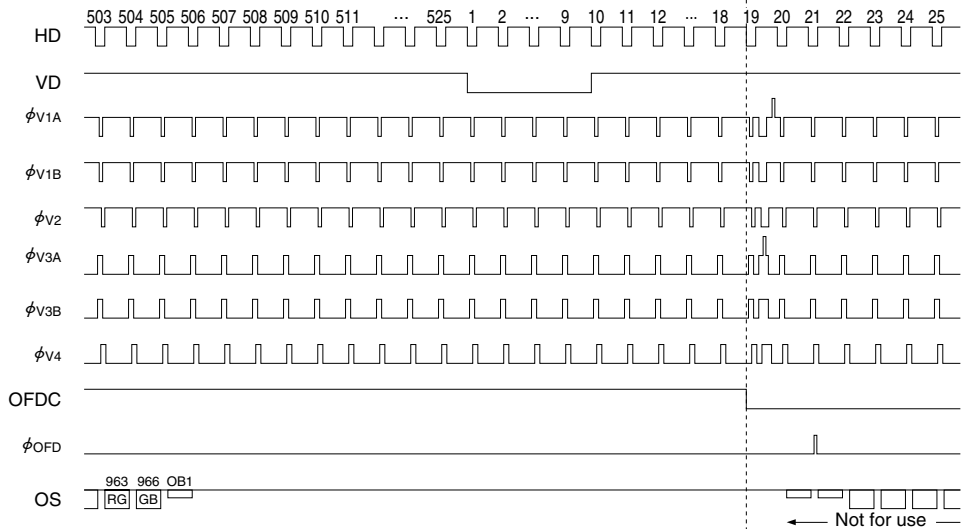 503 504 505 506 507 508 509 510 511 ... 525 1 2 ... 9 10 11 12 ... 18 19 20 21 22 23 24 25
HD
VD
ϕV1A
ϕV1B
ϕV2
ϕV3A
ϕV3B
ϕV4
OFDC
ϕOFD
963 966 OB1
OS RG GB
Not for use